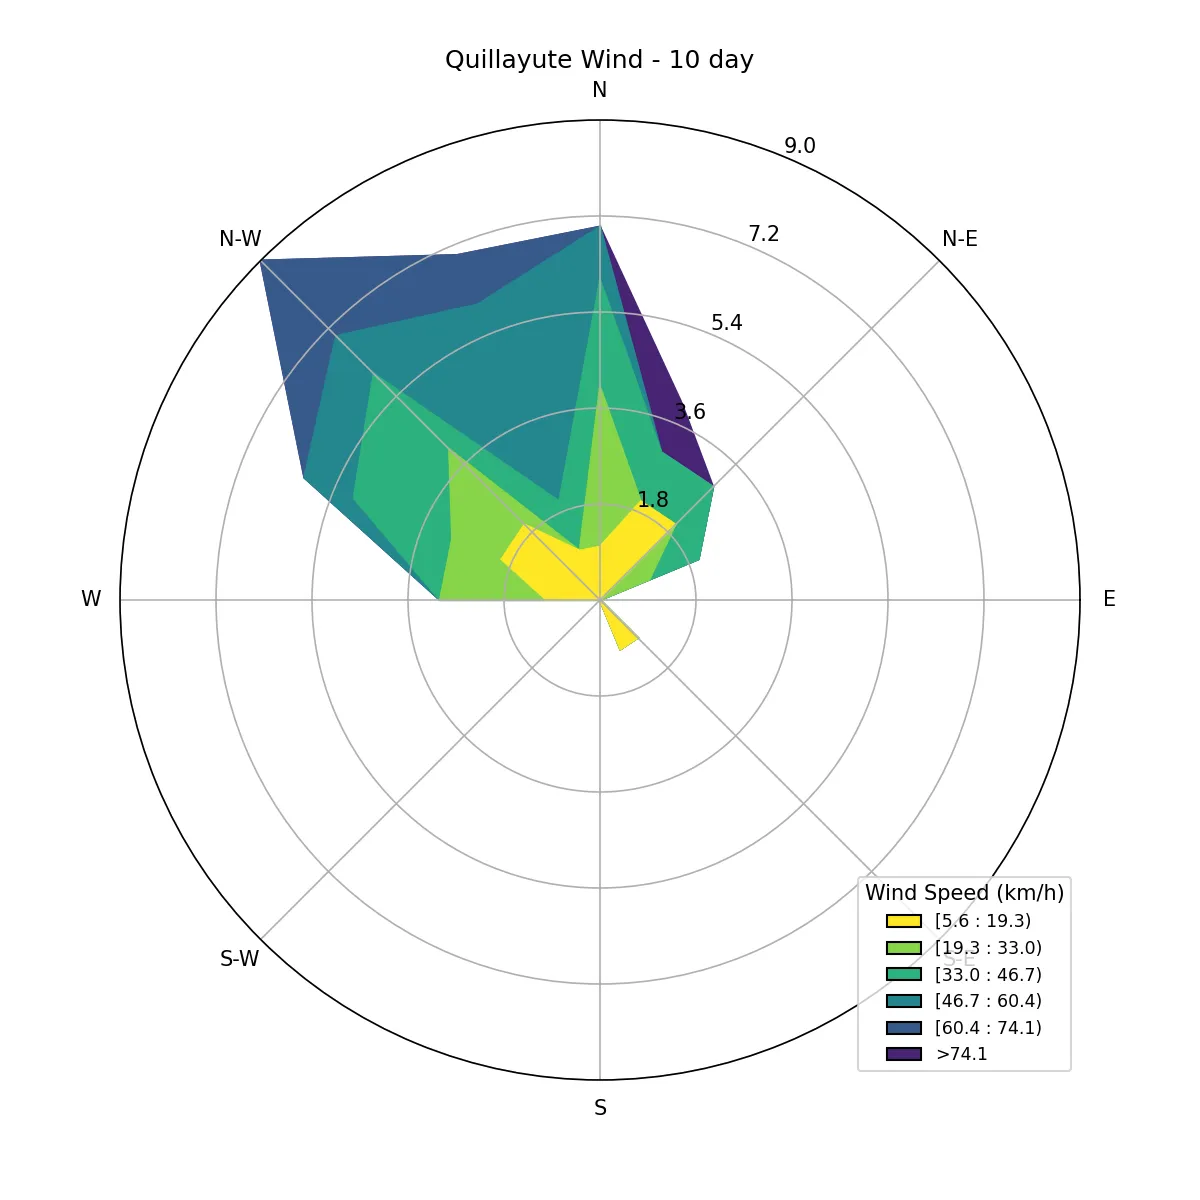 Quillayute Wind - 10 day
N
9.0
N-W
N-E
7.2
5.4
3.6
1.8
W
E
Wind Speed (km/h)
[5.6 : 19.3)
[19.3 : 33.0)
S-W
S-E
[33.0 : 46.7)
[46.7 : 60.4)
[60.4 : 74.1)
>74.1
S